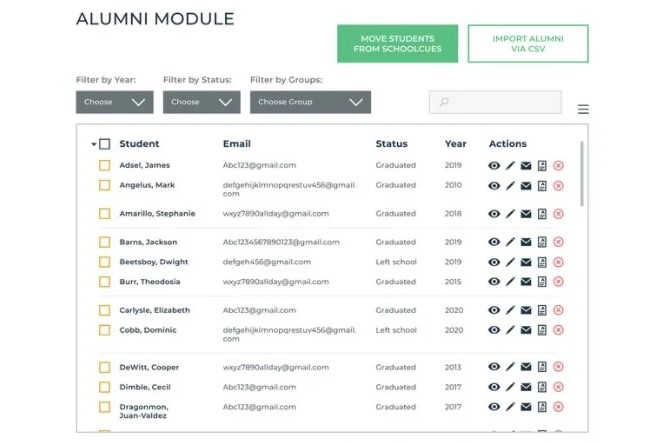 ALUMNI MODULE
MOVE STUDENTS
FROM SCHOOLCUES
IMPORT ALUMNI
VIA CSV
Filter by Year: Filter by Status: Filter by Groups:
Choose Choose Choose Group
Student Email Status Year Actions
Adsel, James Abc123@gmail.com Graduated 2019
Angelus, Mark defgehijklmnopqrestuv456@gmail. Graduated 2010
com
Amarillo, Stephanie wxyz7890allday@gmail.com Graduated 2018
Barns, Jackson Abc1234567890123@gmail.com Graduated 2019
Beetsboy, Dwight defgeh456@gmail.com Left school 2019
Burr, Theodosia wxyz7890allday@gmail.com Graduated 2015
Carlysle, Elizabeth Abc123@gmail.com Graduated 2020
Cobb, Dominic defgehijklmnopqrestuv456@gmail. Left school 2020
com
DeWitt, Cooper wxyz7890allday@gmail.com Graduated 2013
Dimble, Cecil Abc123@gmail.com Graduated 2017
Dragonmon, Abc123@gmail.com Graduated 2017
Juan-Valdez